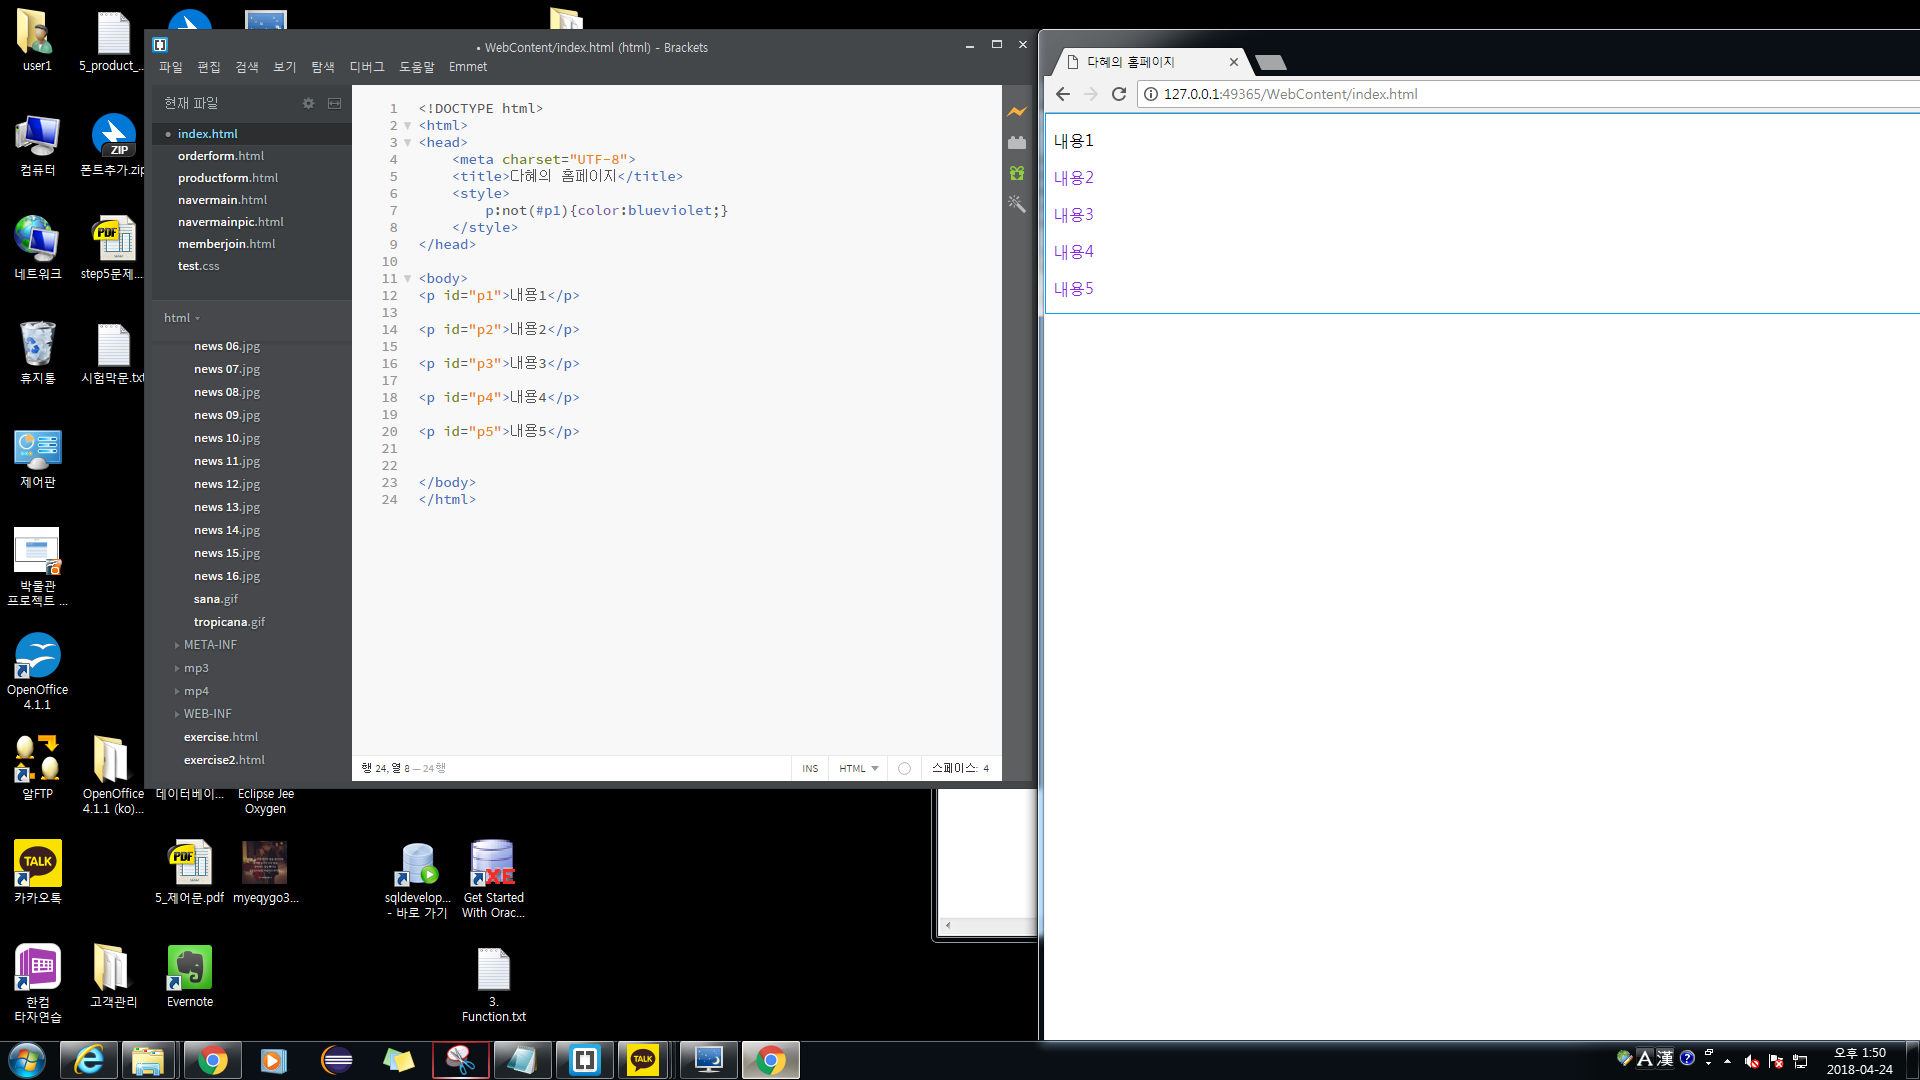 user1
5_product_...
컴퓨터
폰트추가.zip
ZIP
네트워크
step5문제...
휴지통
시험막문.txt
제어판
박물관
프로젝트 ...
OpenOffice
4.1.1
알FTP
OpenOffice
4.1.1 (ko)...
데이터베이...
Eclipse Jee
Oxygen
TALK
카카오톡
PDF
5_제어문.pdf
myeqygo3...
sqldevelop...
- 바로 가기
XE
Get Started
With Orac...
한컴
타자연습
고객관리
Evernote
3.
Function.txt
• WebContent/index.html (html) - Brackets
파일 편집 검색 보기 탐색 디버그 도움말 Emmet
현재 파일
index.html
orderform.html
productform.html
navermain.html
navermainpic.html
memberjoin.html
test.css
html
news 06.jpg
news 07.jpg
news 08.jpg
news 09.jpg
news 10.jpg
news 11.jpg
news 12.jpg
news 13.jpg
news 14.jpg
news 15.jpg
news 16.jpg
sana.gif
tropicana.gif
META-INF
mp3
mp4
WEB-INF
exercise.html
exercise2.html
1 <!DOCTYPE html>
2 <html>
3 <head>
4 <meta charset="UTF-8">
5 <title>다혜의 홈페이지</title>
6 <style>
7 p:not(#p1){color:blueviolet;}
8 </style>
9 </head>
10
11 <body>
12 <p id="p1">내용1</p>
13
14 <p id="p2">내용2</p>
15
16 <p id="p3">내용3</p>
17
18 <p id="p4">내용4</p>
19
20 <p id="p5">내용5</p>
21
22
23 </body>
24 </html>
행 24, 열 8 — 24 행
INS HTML 스페이스: 4
다혜의 홈페이지
127.0.0.1:49365/WebContent/index.html
내용1
내용2
내용3
내용4
내용5
TALK
A 漢
오후 1:50
2018-04-24